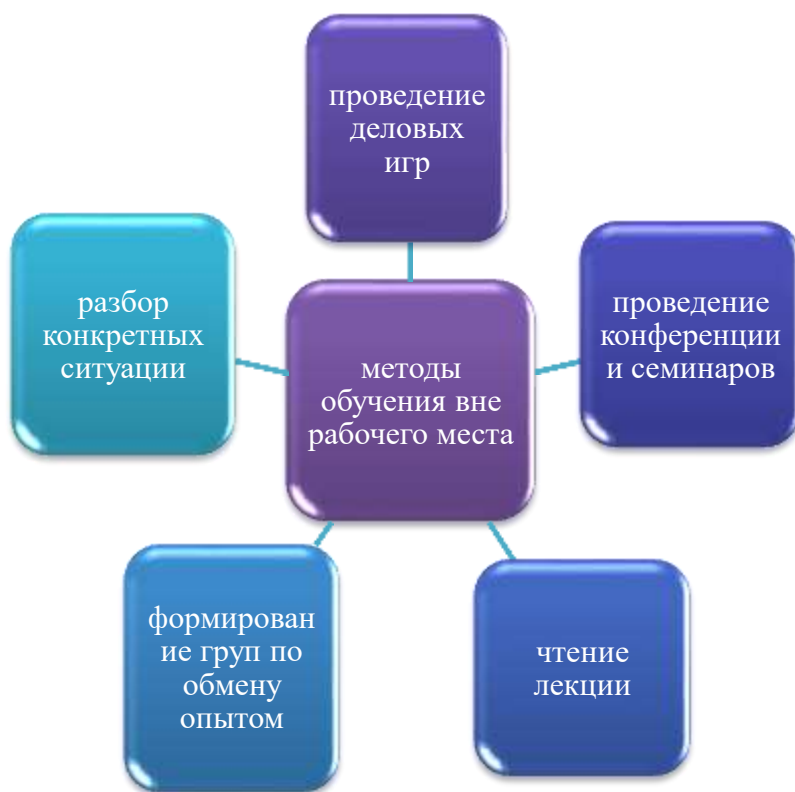 проведение
деловых
игр
разбор
конкретных
ситуации
проведение
конференции
и семинаров
методы
обучения вне
рабочего места
формирован
ие груп по
обмену
опытом
чтение
лекции